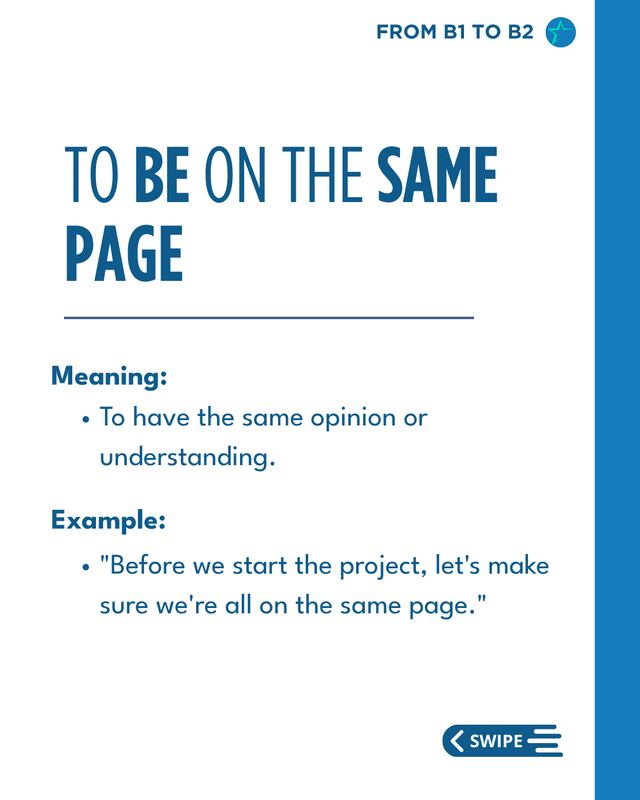 FROM B1 TO B2
TO BE ON THE SAME
PAGE
Meaning:
• To have the same opinion or
understanding.
Example:
• "Before we start the project, let's make
sure we're all on the same page."
SWIPE